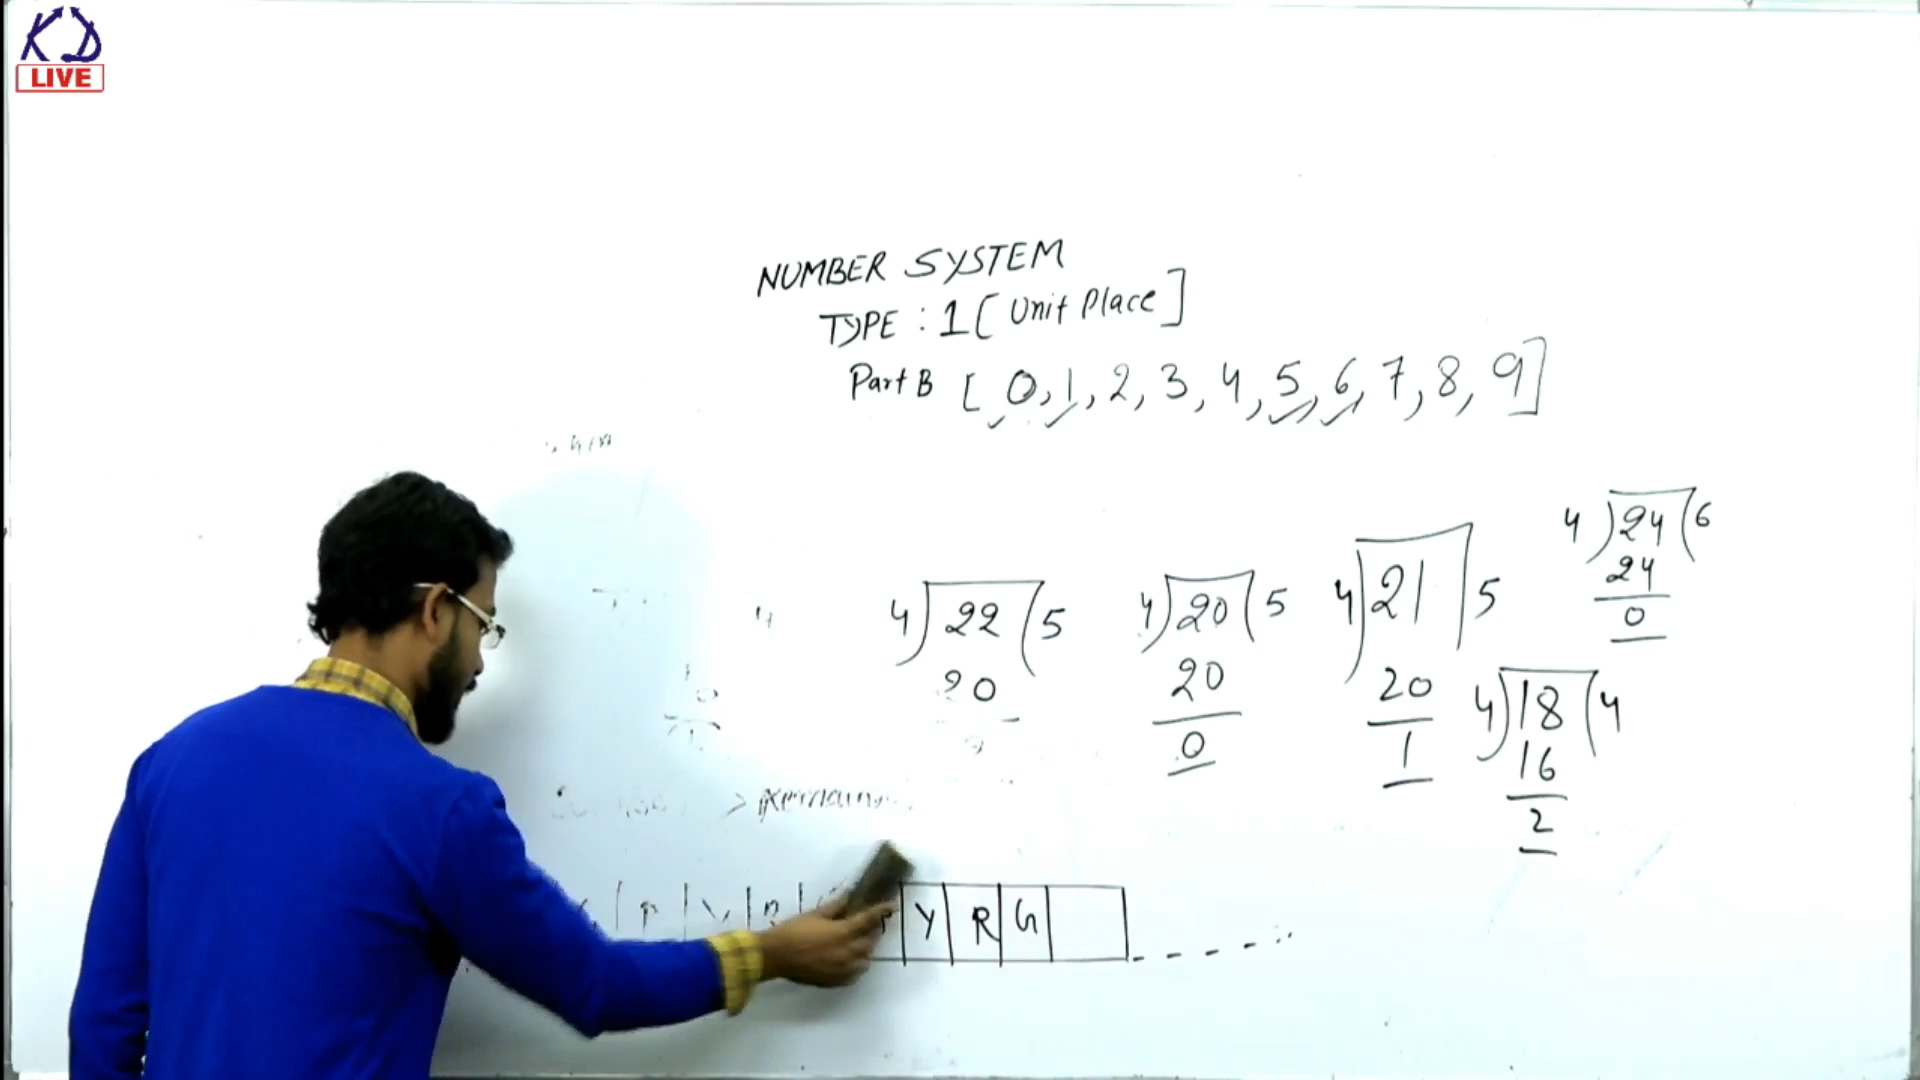 KD
LIVE
NUMBER SYSTEM
TYPE : 1 [ Unit Place ]
Part B [ 0, 1, 2, 3, 4, 5, 6, 7, 8, 9 ]
4 ) 24 ( 6
24
0
4 ) 22 ( 5
20
4 ) 20 ( 5
20
0
4 21 5
20
1
4 ) 18 ( 4
16
2
Y R G